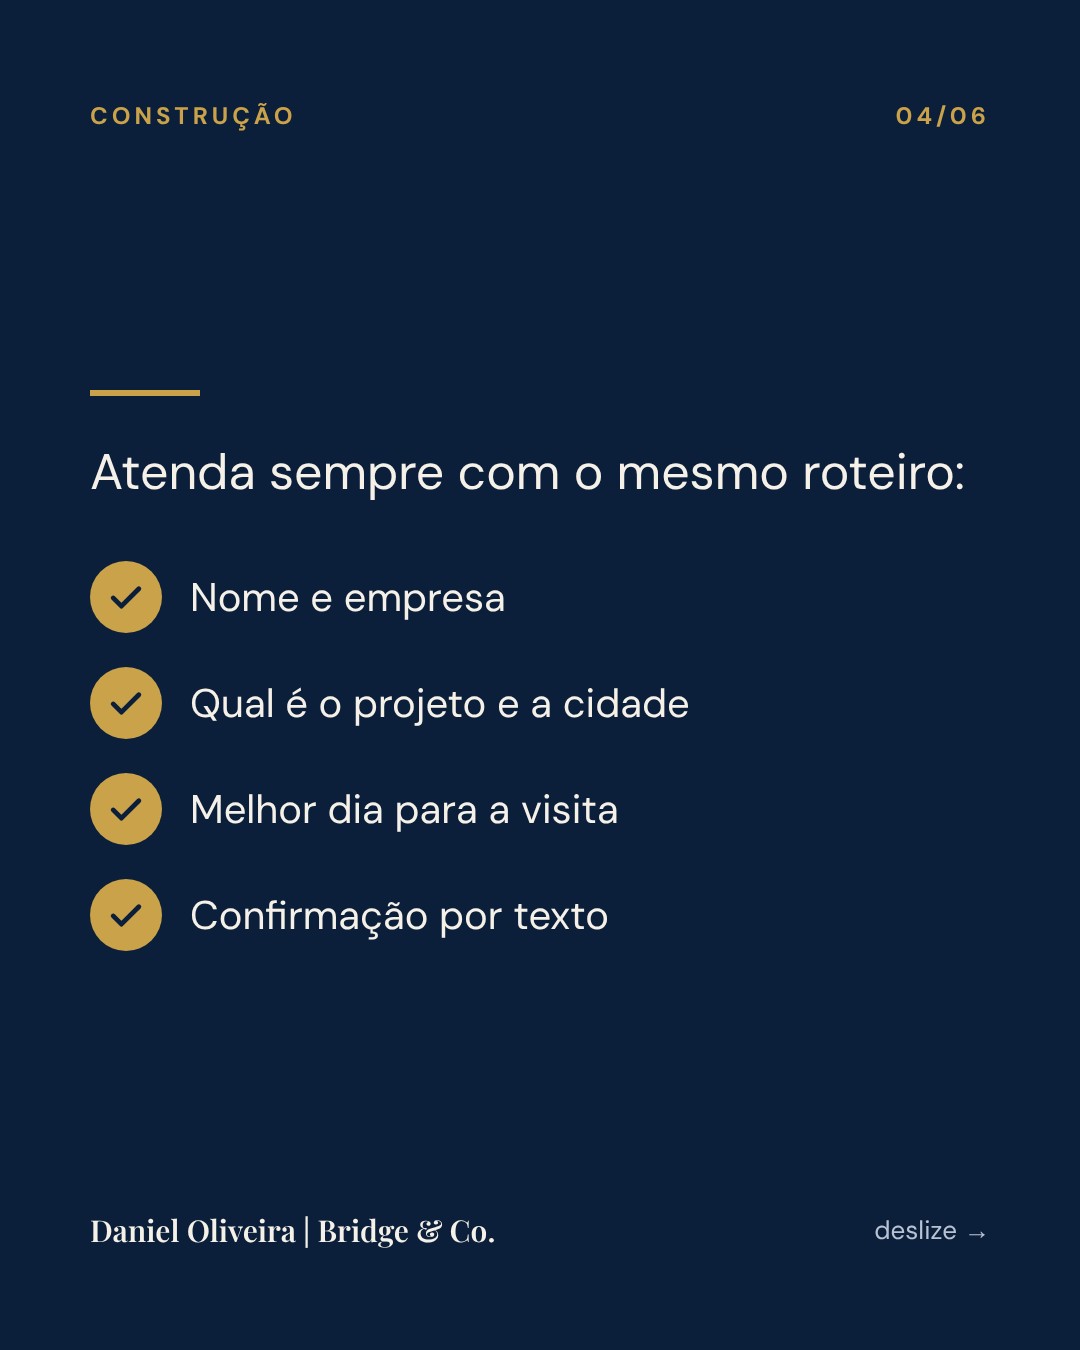 CONSTRUÇÃO
04/06
Atenda sempre com o mesmo roteiro:
Nome e empresa
Qual é o projeto e a cidade
Melhor dia para a visita
Confirmação por texto
Daniel Oliveira | Bridge & Co.
deslize →